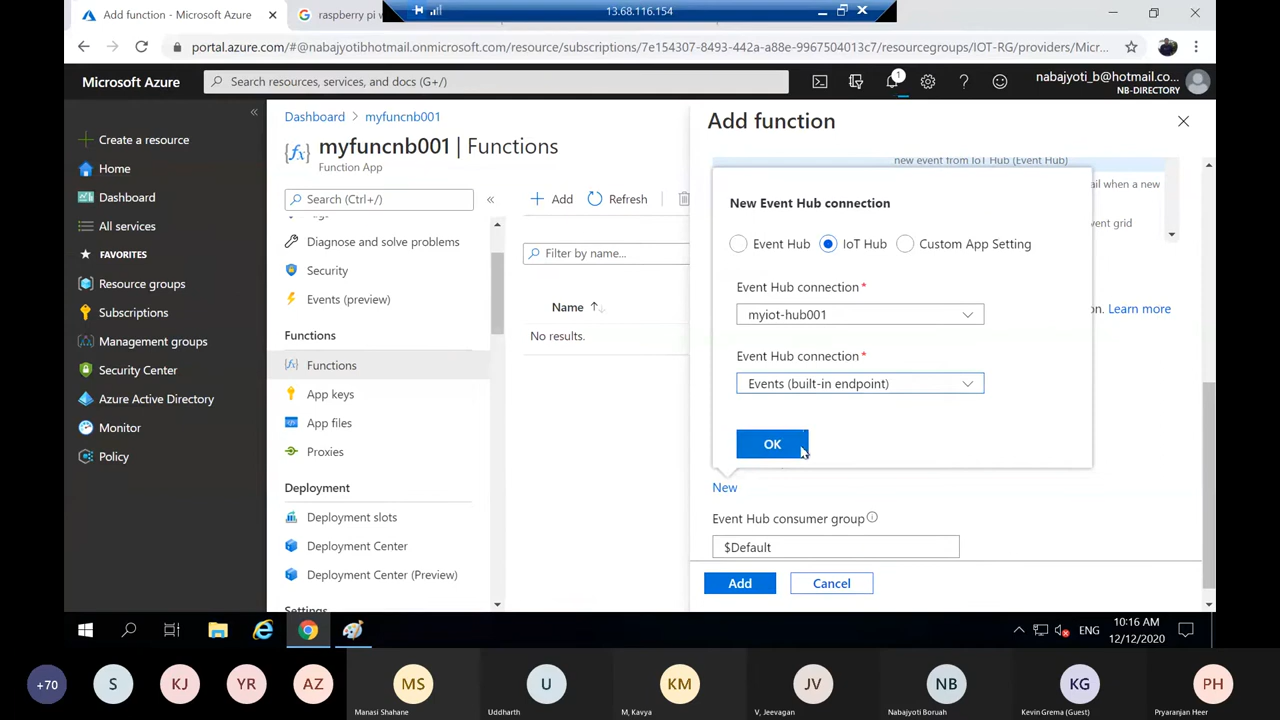 Add function - Microsoft Azure
raspberry pi
13.68.116.154
portal.azure.com/#@nabajyotibhotmail.onmicrosoft.com/resource/subscriptions/7e154307-8493-442a-a88e-9967504013c7/resourcegroups/IOT-RG/providers/Micr...
Microsoft Azure
Search resources, services, and docs (G+/)
1
nabajyoti_b@hotmail.co...
NB-DIRECTORY
Create a resource
Home
Dashboard
All services
FAVORITES
Resource groups
Subscriptions
Management groups
Security Center
Azure Active Directory
Monitor
Policy
Dashboard > myfuncnb001
myfuncnb001 | Functions
Function App
Search (Ctrl+/)
Diagnose and solve problems
Security
Events (preview)
Functions
Functions
App keys
App files
Proxies
Deployment
Deployment slots
Deployment Center
Deployment Center (Preview)
Settings
Add
Refresh
Filter by name...
Name
No results.
Add function
new event from IoT Hub (Event Hub)
ail when a new
event grid
New Event Hub connection
Event Hub
IoT Hub
Custom App Setting
Event Hub connection*
myiot-hub001
on. Learn more
Event Hub connection*
Events (built-in endpoint)
OK
New
Event Hub consumer group
$Default
Add
Cancel
ENG
10:16 AM
12/12/2020
+70
S
KJ
YR
AZ
MS
Manasi Shahane
U
Uddharth
KM
M, Kavya
JV
V, Jeevagan
NB
Nabajyoti Boruah
KG
Kevin Grema (Guest)
PH
Pryaranjan Heer